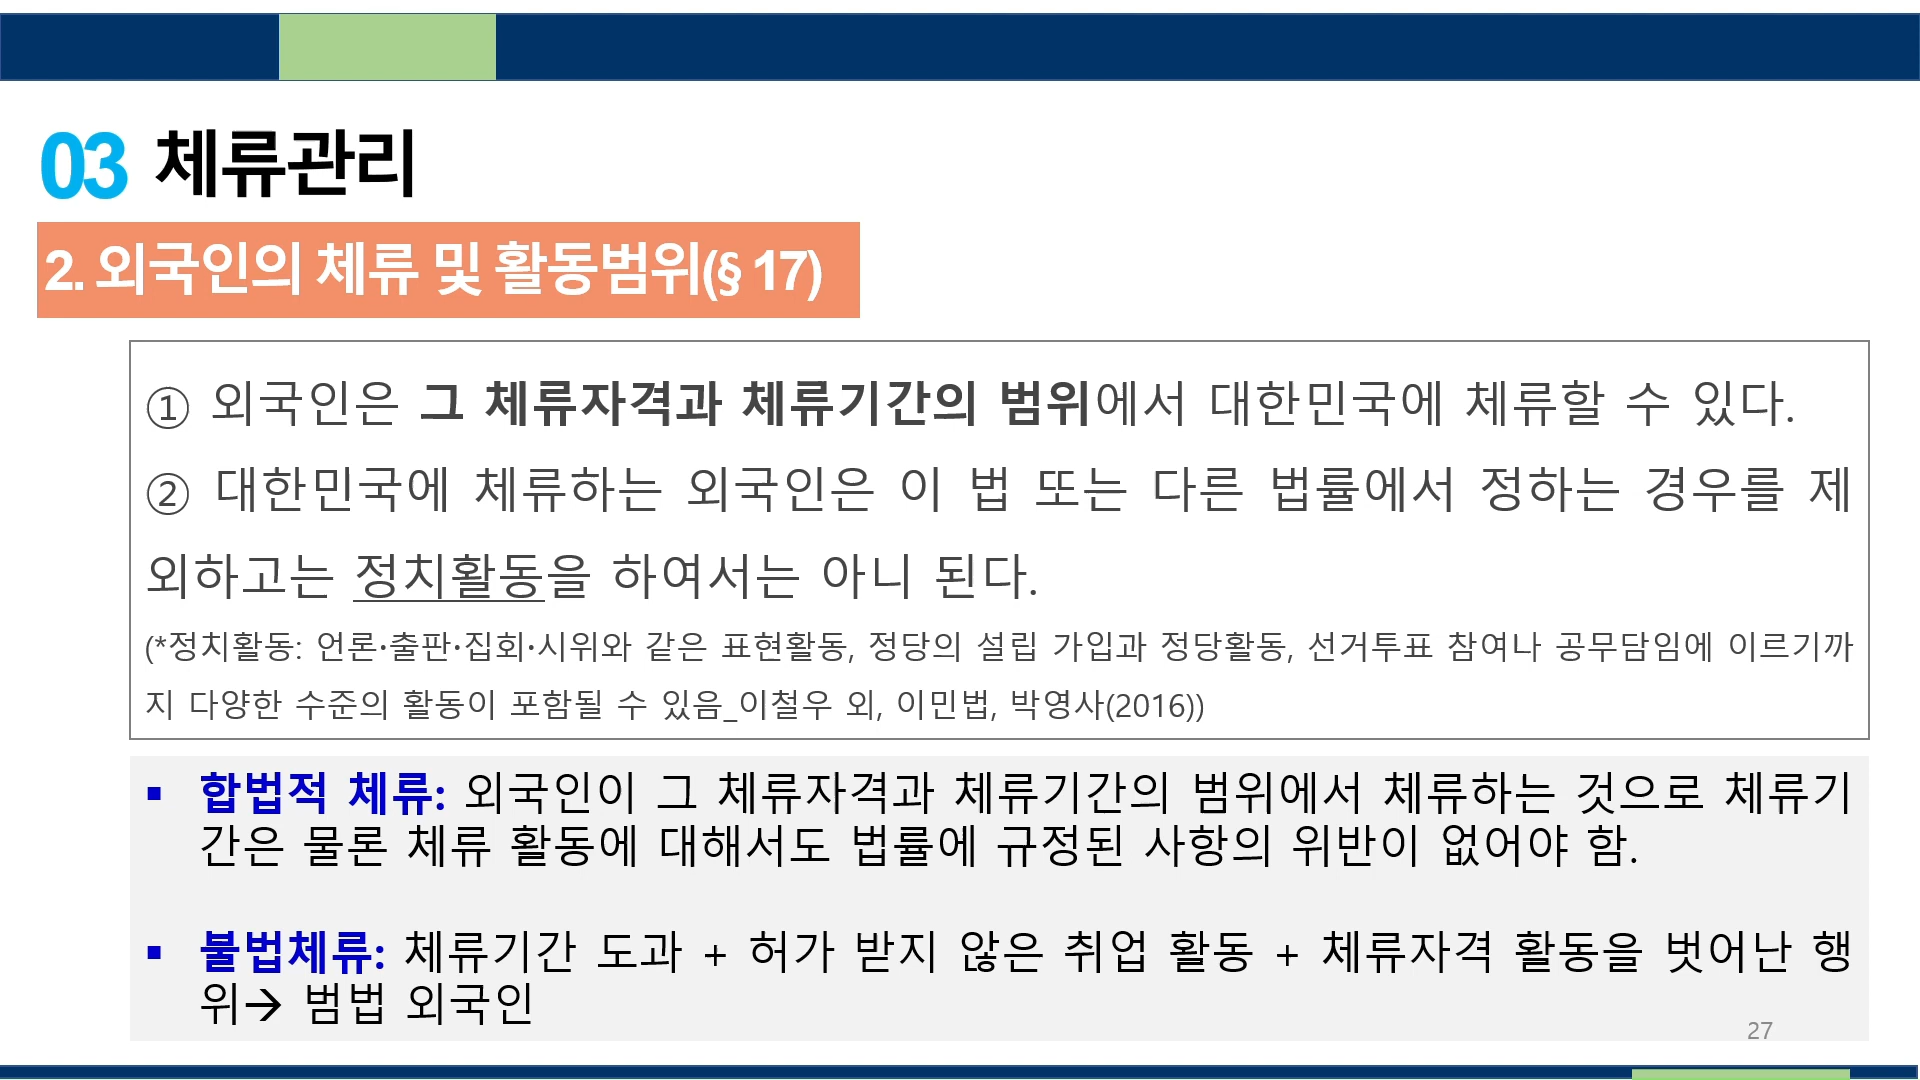 03 체류관리
2. 외국인의 체류 및 활동범위(§ 17)
① 외국인은 그 체류자격과 체류기간의 범위에서 대한민국에 체류할 수 있다.
② 대한민국에 체류하는 외국인은 이 법 또는 다른 법률에서 정하는 경우를 제
외하고는 정치활동을 하여서는 아니 된다.
(*정치활동: 언론·출판·집회·시위와 같은 표현활동, 정당의 설립 가입과 정당활동, 선거투표 참여나 공무담임에 이르기까
지 다양한 수준의 활동이 포함될 수 있음_이철우 외, 이민법, 박영사(2016))
▪ 합법적 체류: 외국인이 그 체류자격과 체류기간의 범위에서 체류하는 것으로 체류기
간은 물론 체류 활동에 대해서도 법률에 규정된 사항의 위반이 없어야 함.
▪ 불법체류: 체류기간 도과 + 허가 받지 않은 취업 활동 + 체류자격 활동을 벗어난 행
위→ 범법 외국인
27